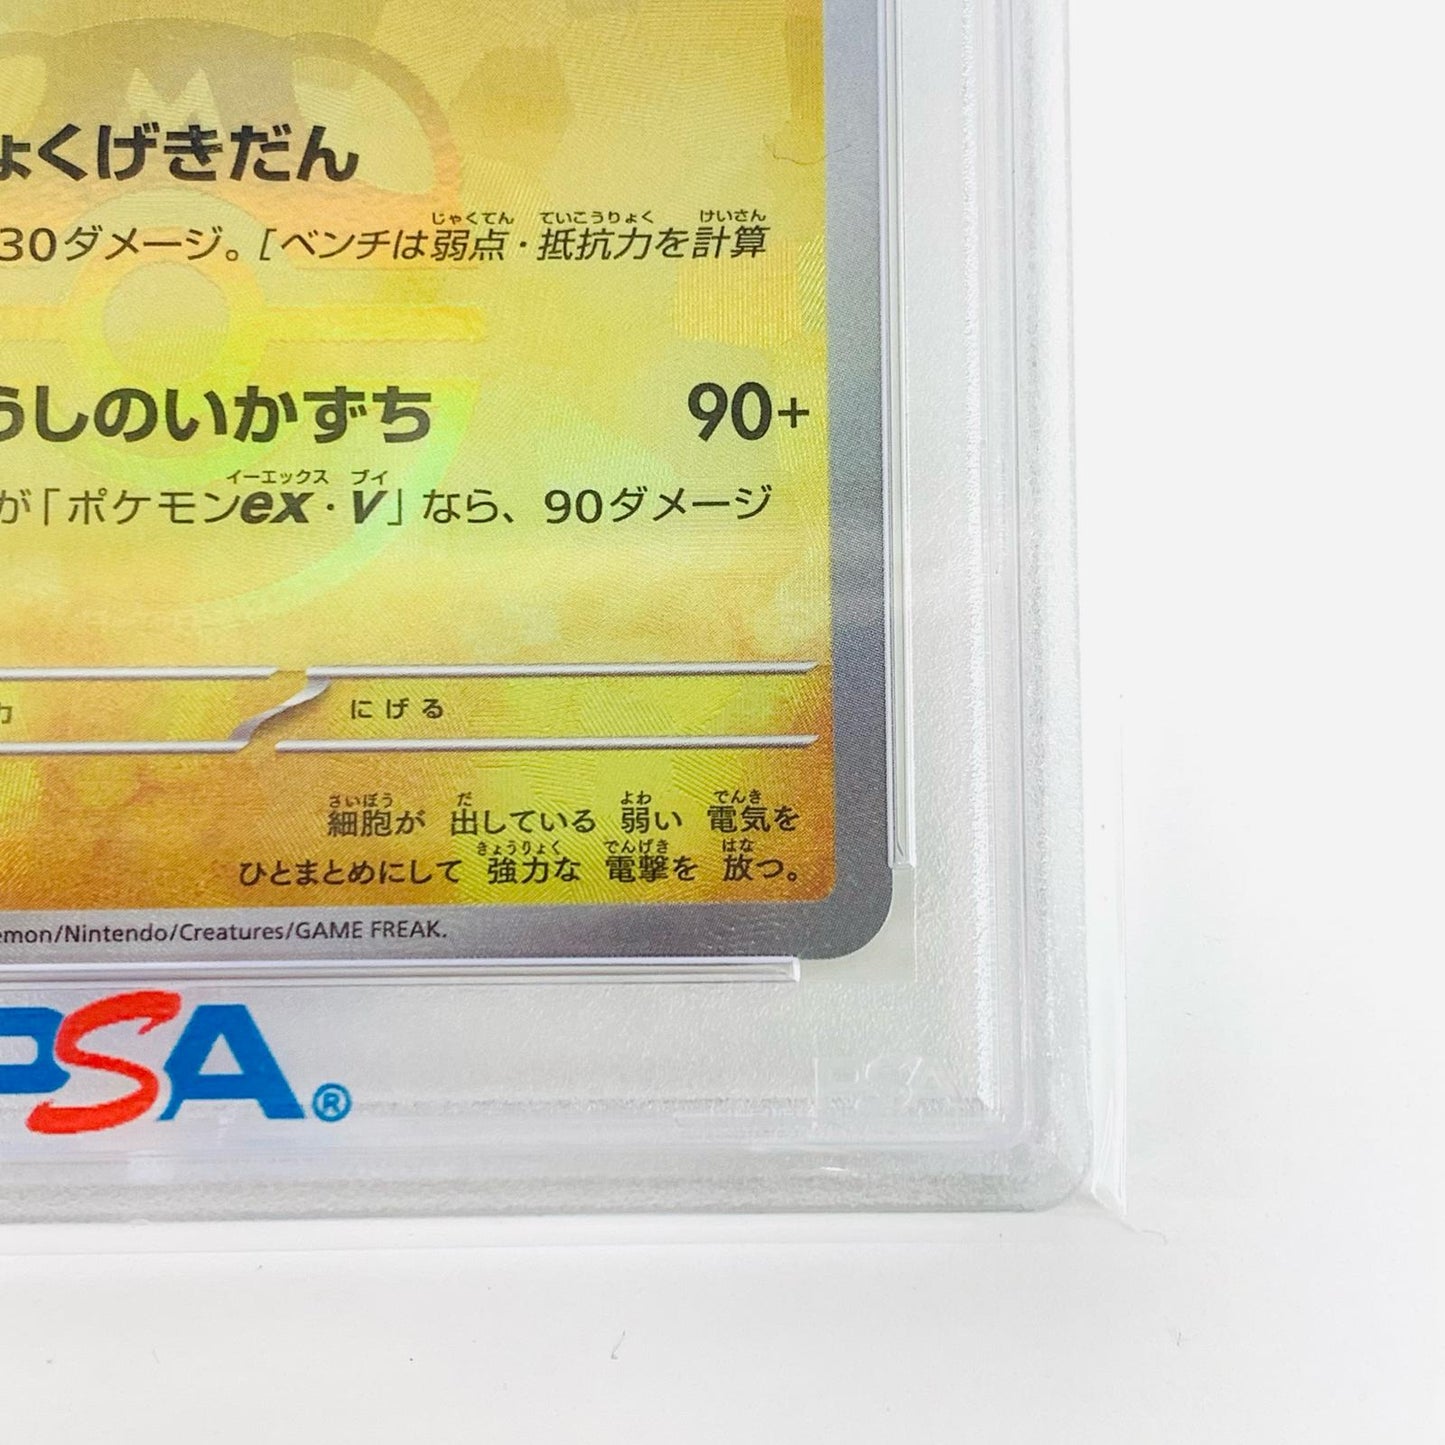 M
ょくげきだん
じゃくてん ていこうりょく けいさん
30ダメージ。[ベンチは弱点・抵抗力を計算
うしのいかずち 90+
イーエックス ブイ
が「ポケモンex・V」なら、90ダメージ
力 にげる
さいぼう だ よわ でんき
細胞が 出している 弱い 電気を
きょうりょく でんげき はな
ひとまとめにして 強力な 電撃を 放つ。
emon/Nintendo/Creatures/GAME FREAK.
PSA®
PSA